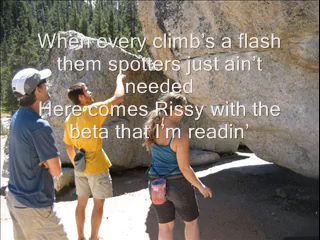 When every climb's a flash
them spotters just ain't
needed
Here comes Rissy with the
beta that I'm readin'